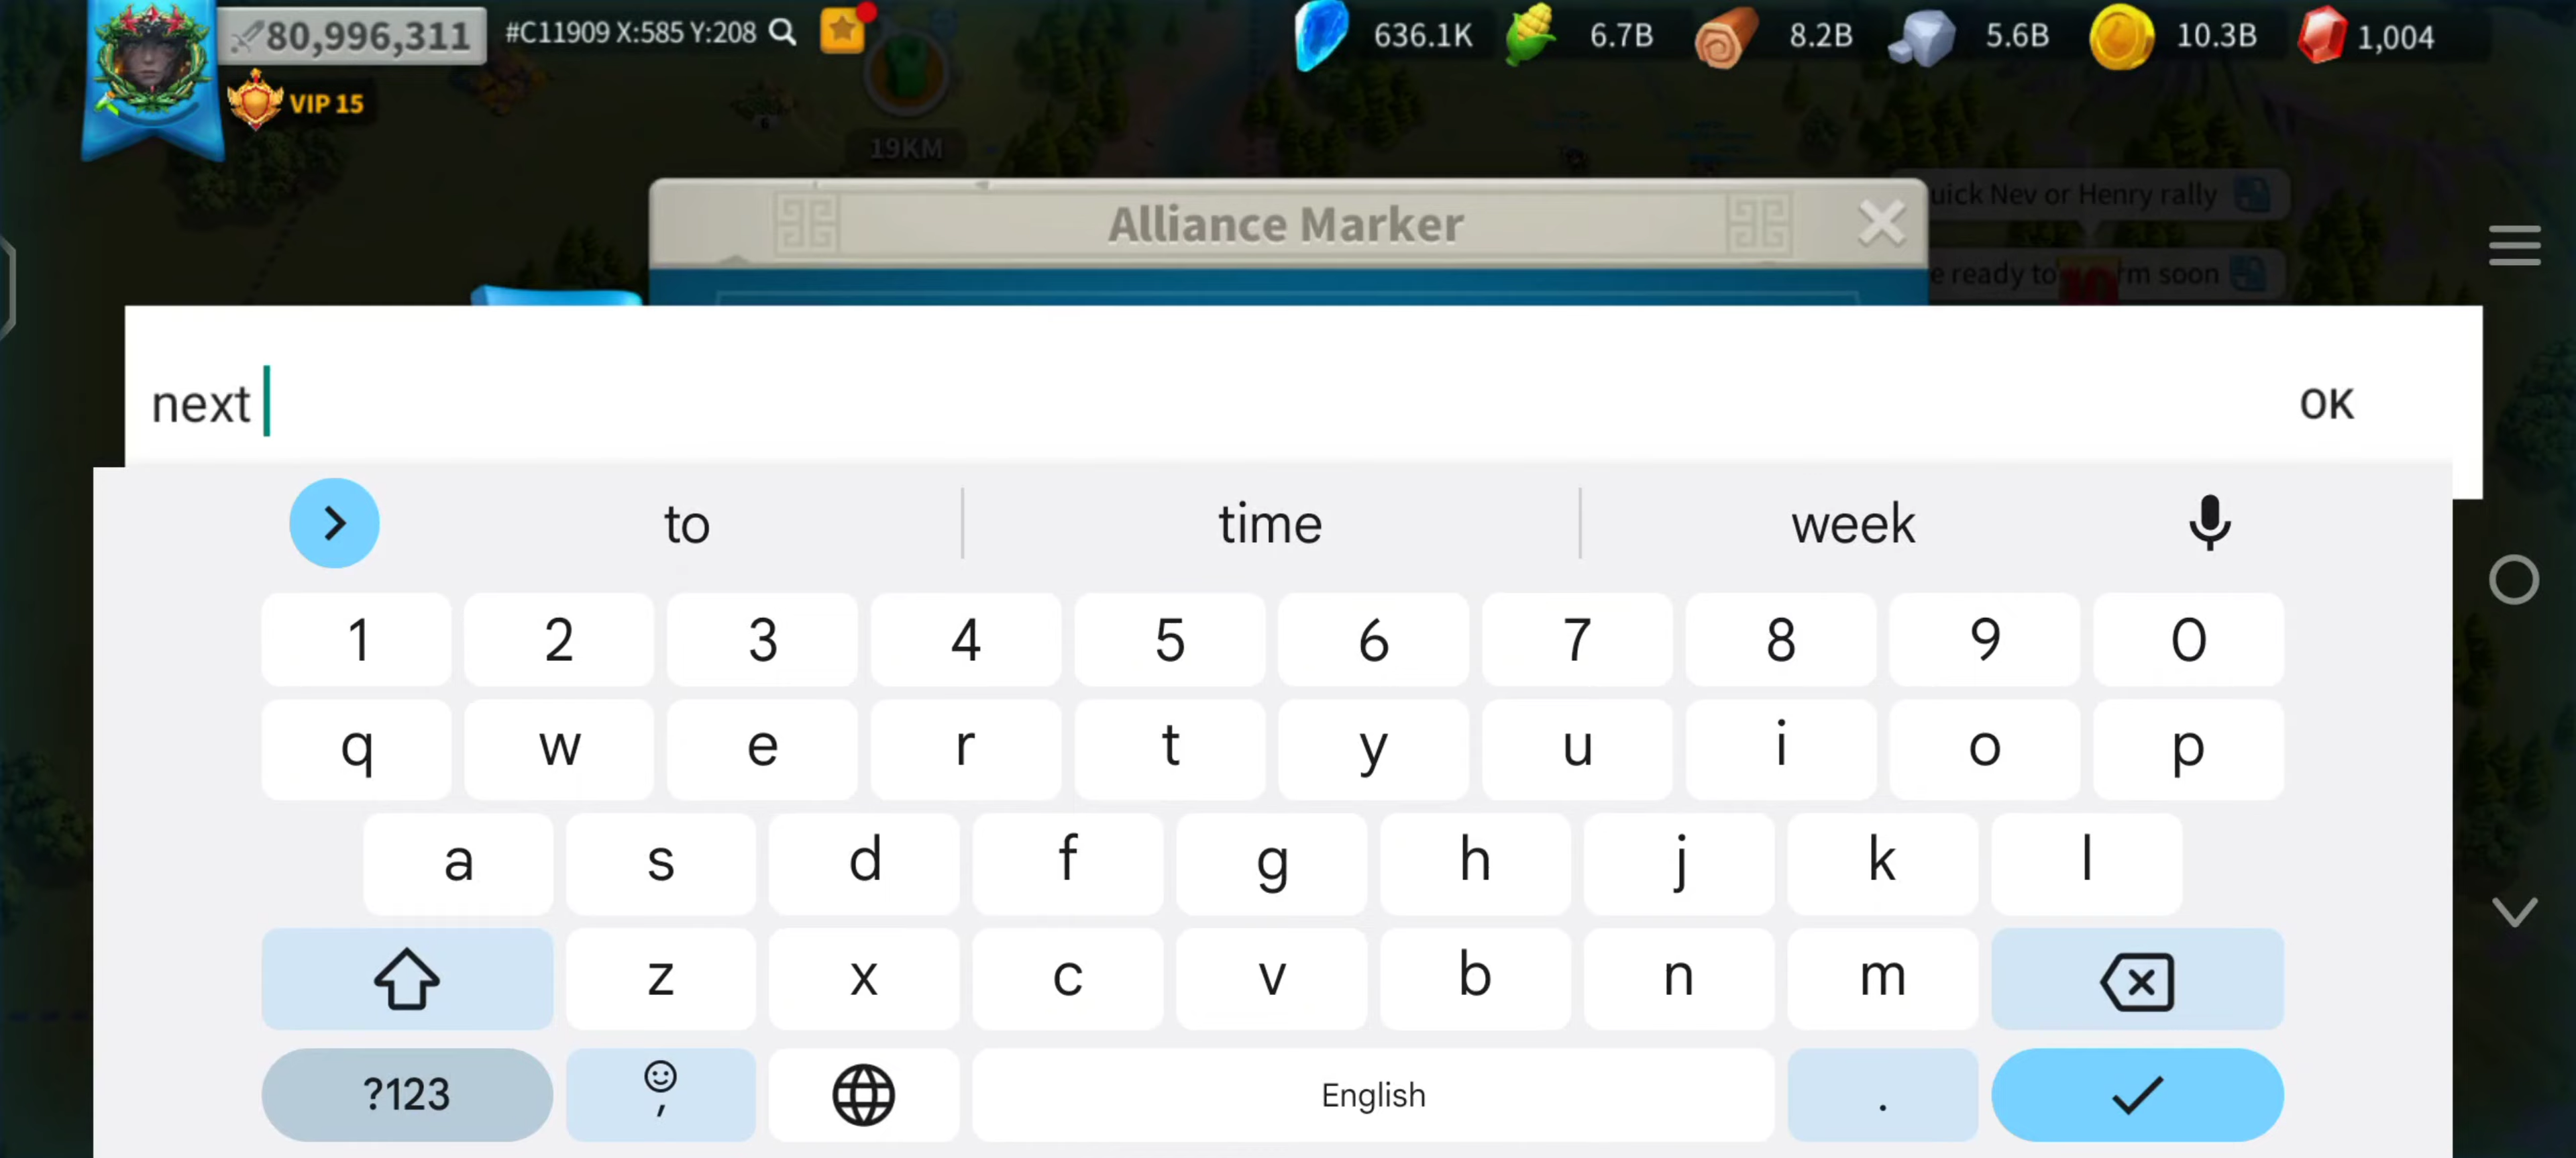 80,996,311
#C11909 X:585 Y:208
636.1K
6.7B
8.2B
5.6B
10.3B
1,004
VIP 15
19KM
Alliance Marker
uick Nev or Henry rally
e ready to
rm soon
next
OK
to
time
week
1 2 3 4 5 6 7 8 9 0
q w e r t y u i o p
a s d f g h j k l
z x c v b n m
?123
,
English
.